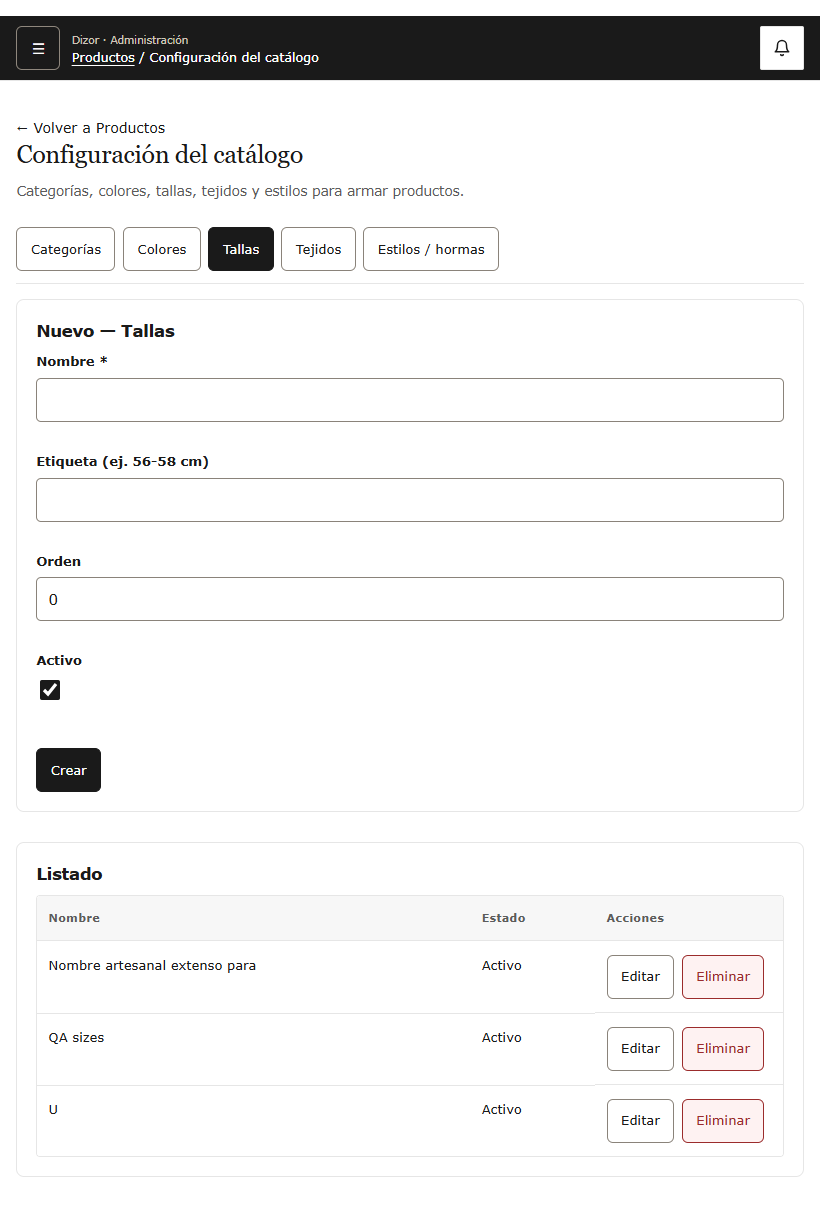 ☰
Dizor · Administración
Productos / Configuración del catálogo
← Volver a Productos
Configuración del catálogo
Categorías, colores, tallas, tejidos y estilos para armar productos.
Categorías Colores Tallas Tejidos Estilos / hormas
Nuevo — Tallas
Nombre *
Etiqueta (ej. 56-58 cm)
Orden
0
Activo
Crear
Listado
Nombre Estado Acciones
Nombre artesanal extenso para Activo Editar Eliminar
QA sizes Activo Editar Eliminar
U Activo Editar Eliminar